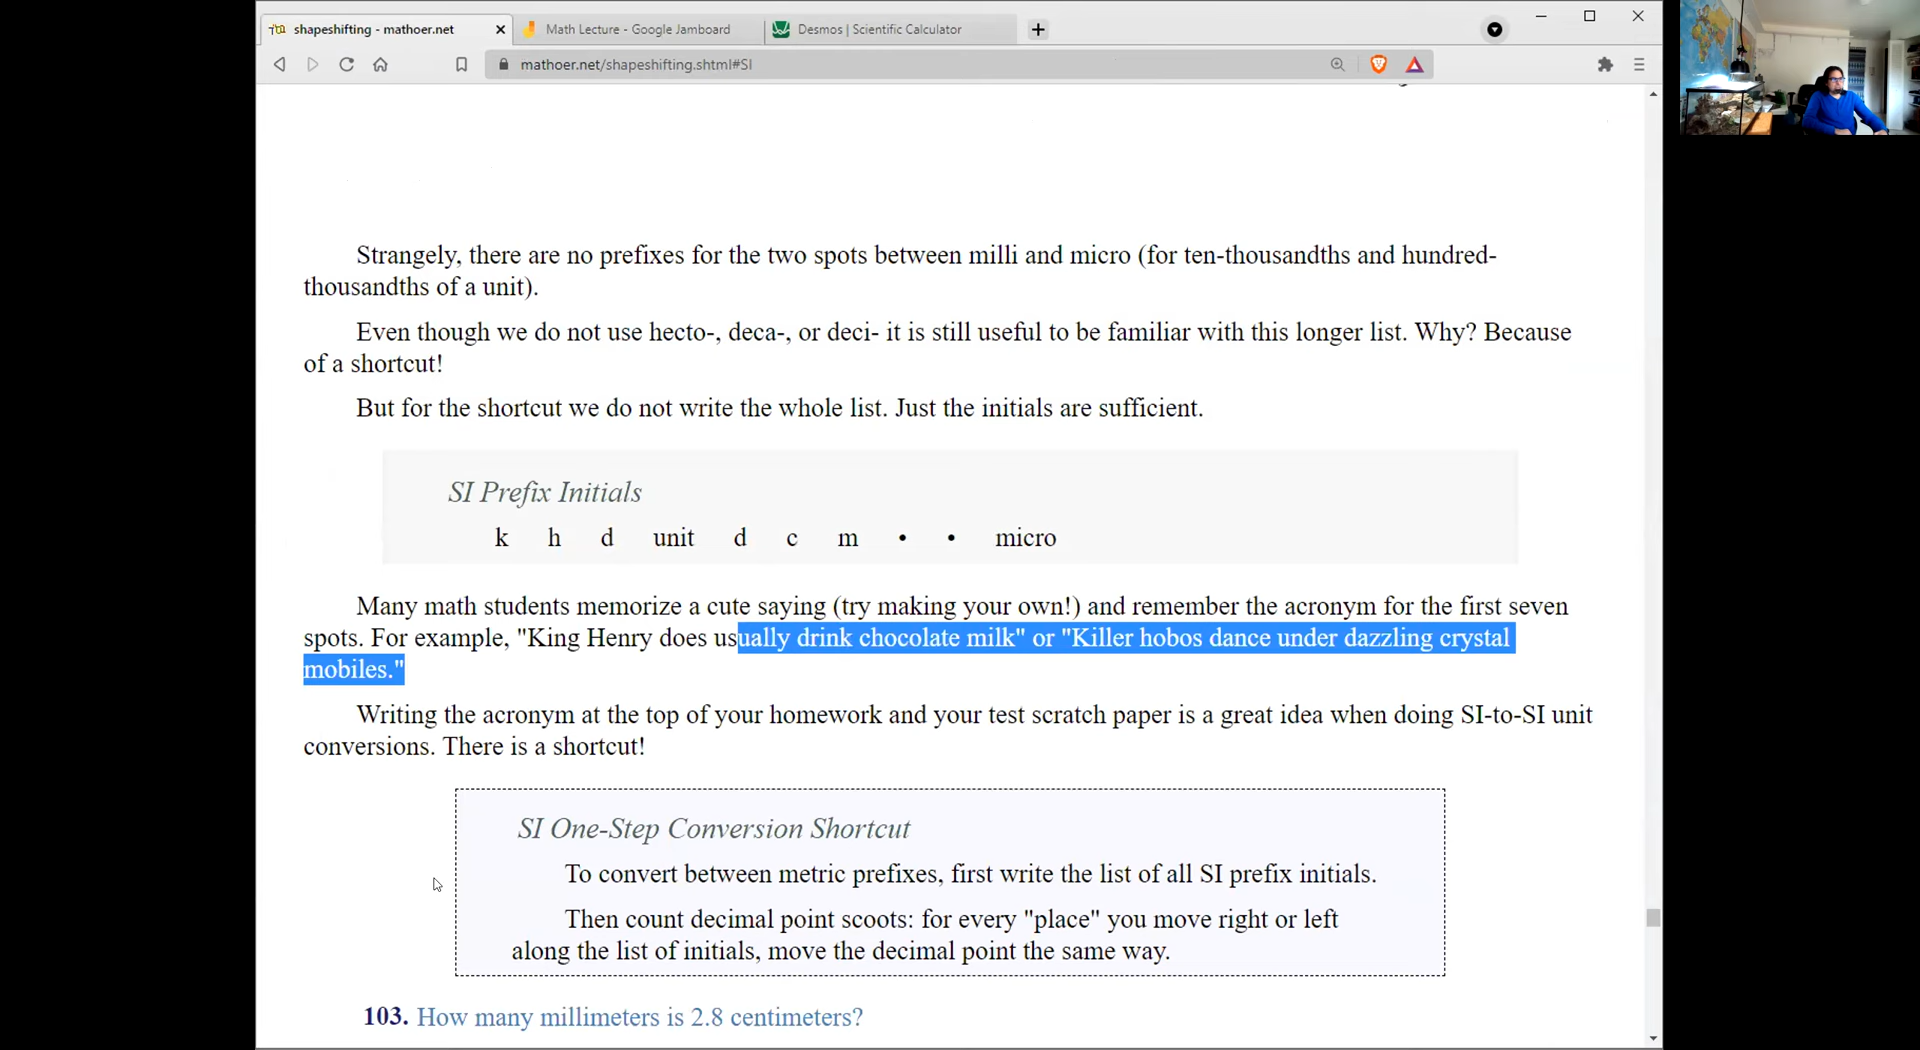 shapeshifting - mathoer.net
Math Lecture - Google Jamboard
Desmos | Scientific Calculator
mathoer.net/shapeshifting.shtml#SI
Strangely, there are no prefixes for the two spots between milli and micro (for ten-thousandths and hundred-
thousandths of a unit).
Even though we do not use hecto-, deca-, or deci- it is still useful to be familiar with this longer list. Why? Because
of a shortcut!
But for the shortcut we do not write the whole list. Just the initials are sufficient.
SI Prefix Initials
k h d unit d c m • • micro
Many math students memorize a cute saying (try making your own!) and remember the acronym for the first seven
spots. For example, "King Henry does usually drink chocolate milk" or "Killer hobos dance under dazzling crystal
mobiles."
Writing the acronym at the top of your homework and your test scratch paper is a great idea when doing SI-to-SI unit
conversions. There is a shortcut!
SI One-Step Conversion Shortcut
To convert between metric prefixes, first write the list of all SI prefix initials.
Then count decimal point scoots: for every "place" you move right or left
along the list of initials, move the decimal point the same way.
103. How many millimeters is 2.8 centimeters?